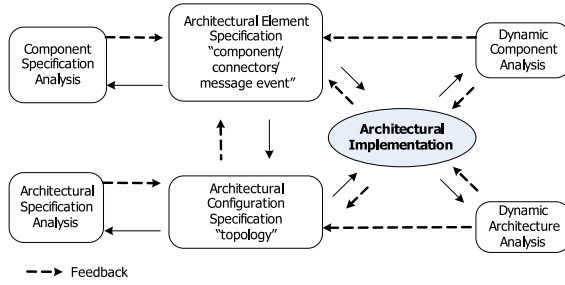 Component
Specification
Analysis
Architectural Element
Specification
“component/
connectors/
message event”
Dynamic
Component
Analysis
Architectural
Implementation
Architectural
Specification
Analysis
Architectural
Configuration
Specification
“topology”
Dynamic
Architecture
Analysis
Feedback